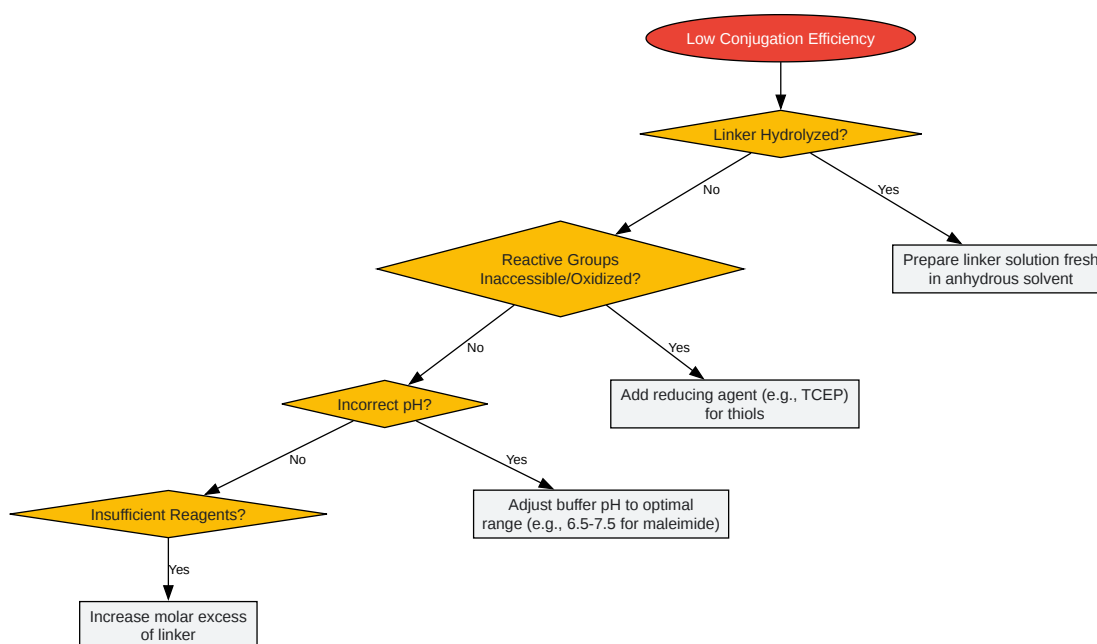 Low Conjugation Efficiency
Linker Hydrolyzed?
No
Yes
Reactive Groups
Inaccessible/Oxidized?
Prepare linker solution fresh
in anhydrous solvent
No
Yes
Incorrect pH?
Add reducing agent (e.g., TCEP)
for thiols
No
Yes
Insufficient Reagents?
Adjust buffer pH to optimal
range (e.g., 6.5-7.5 for maleimide)
Yes
Increase molar excess
of linker